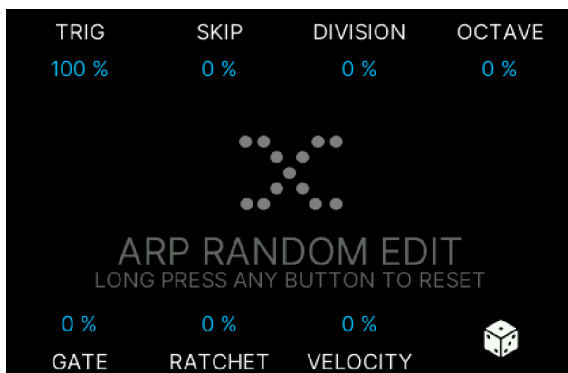 TRIG SKIP DIVISION OCTAVE
100 % 0 % 0 % 0 %
ARP RANDOM EDIT
LONG PRESS ANY BUTTON TO RESET
0 % 0 % 0 %
GATE RATCHET VELOCITY